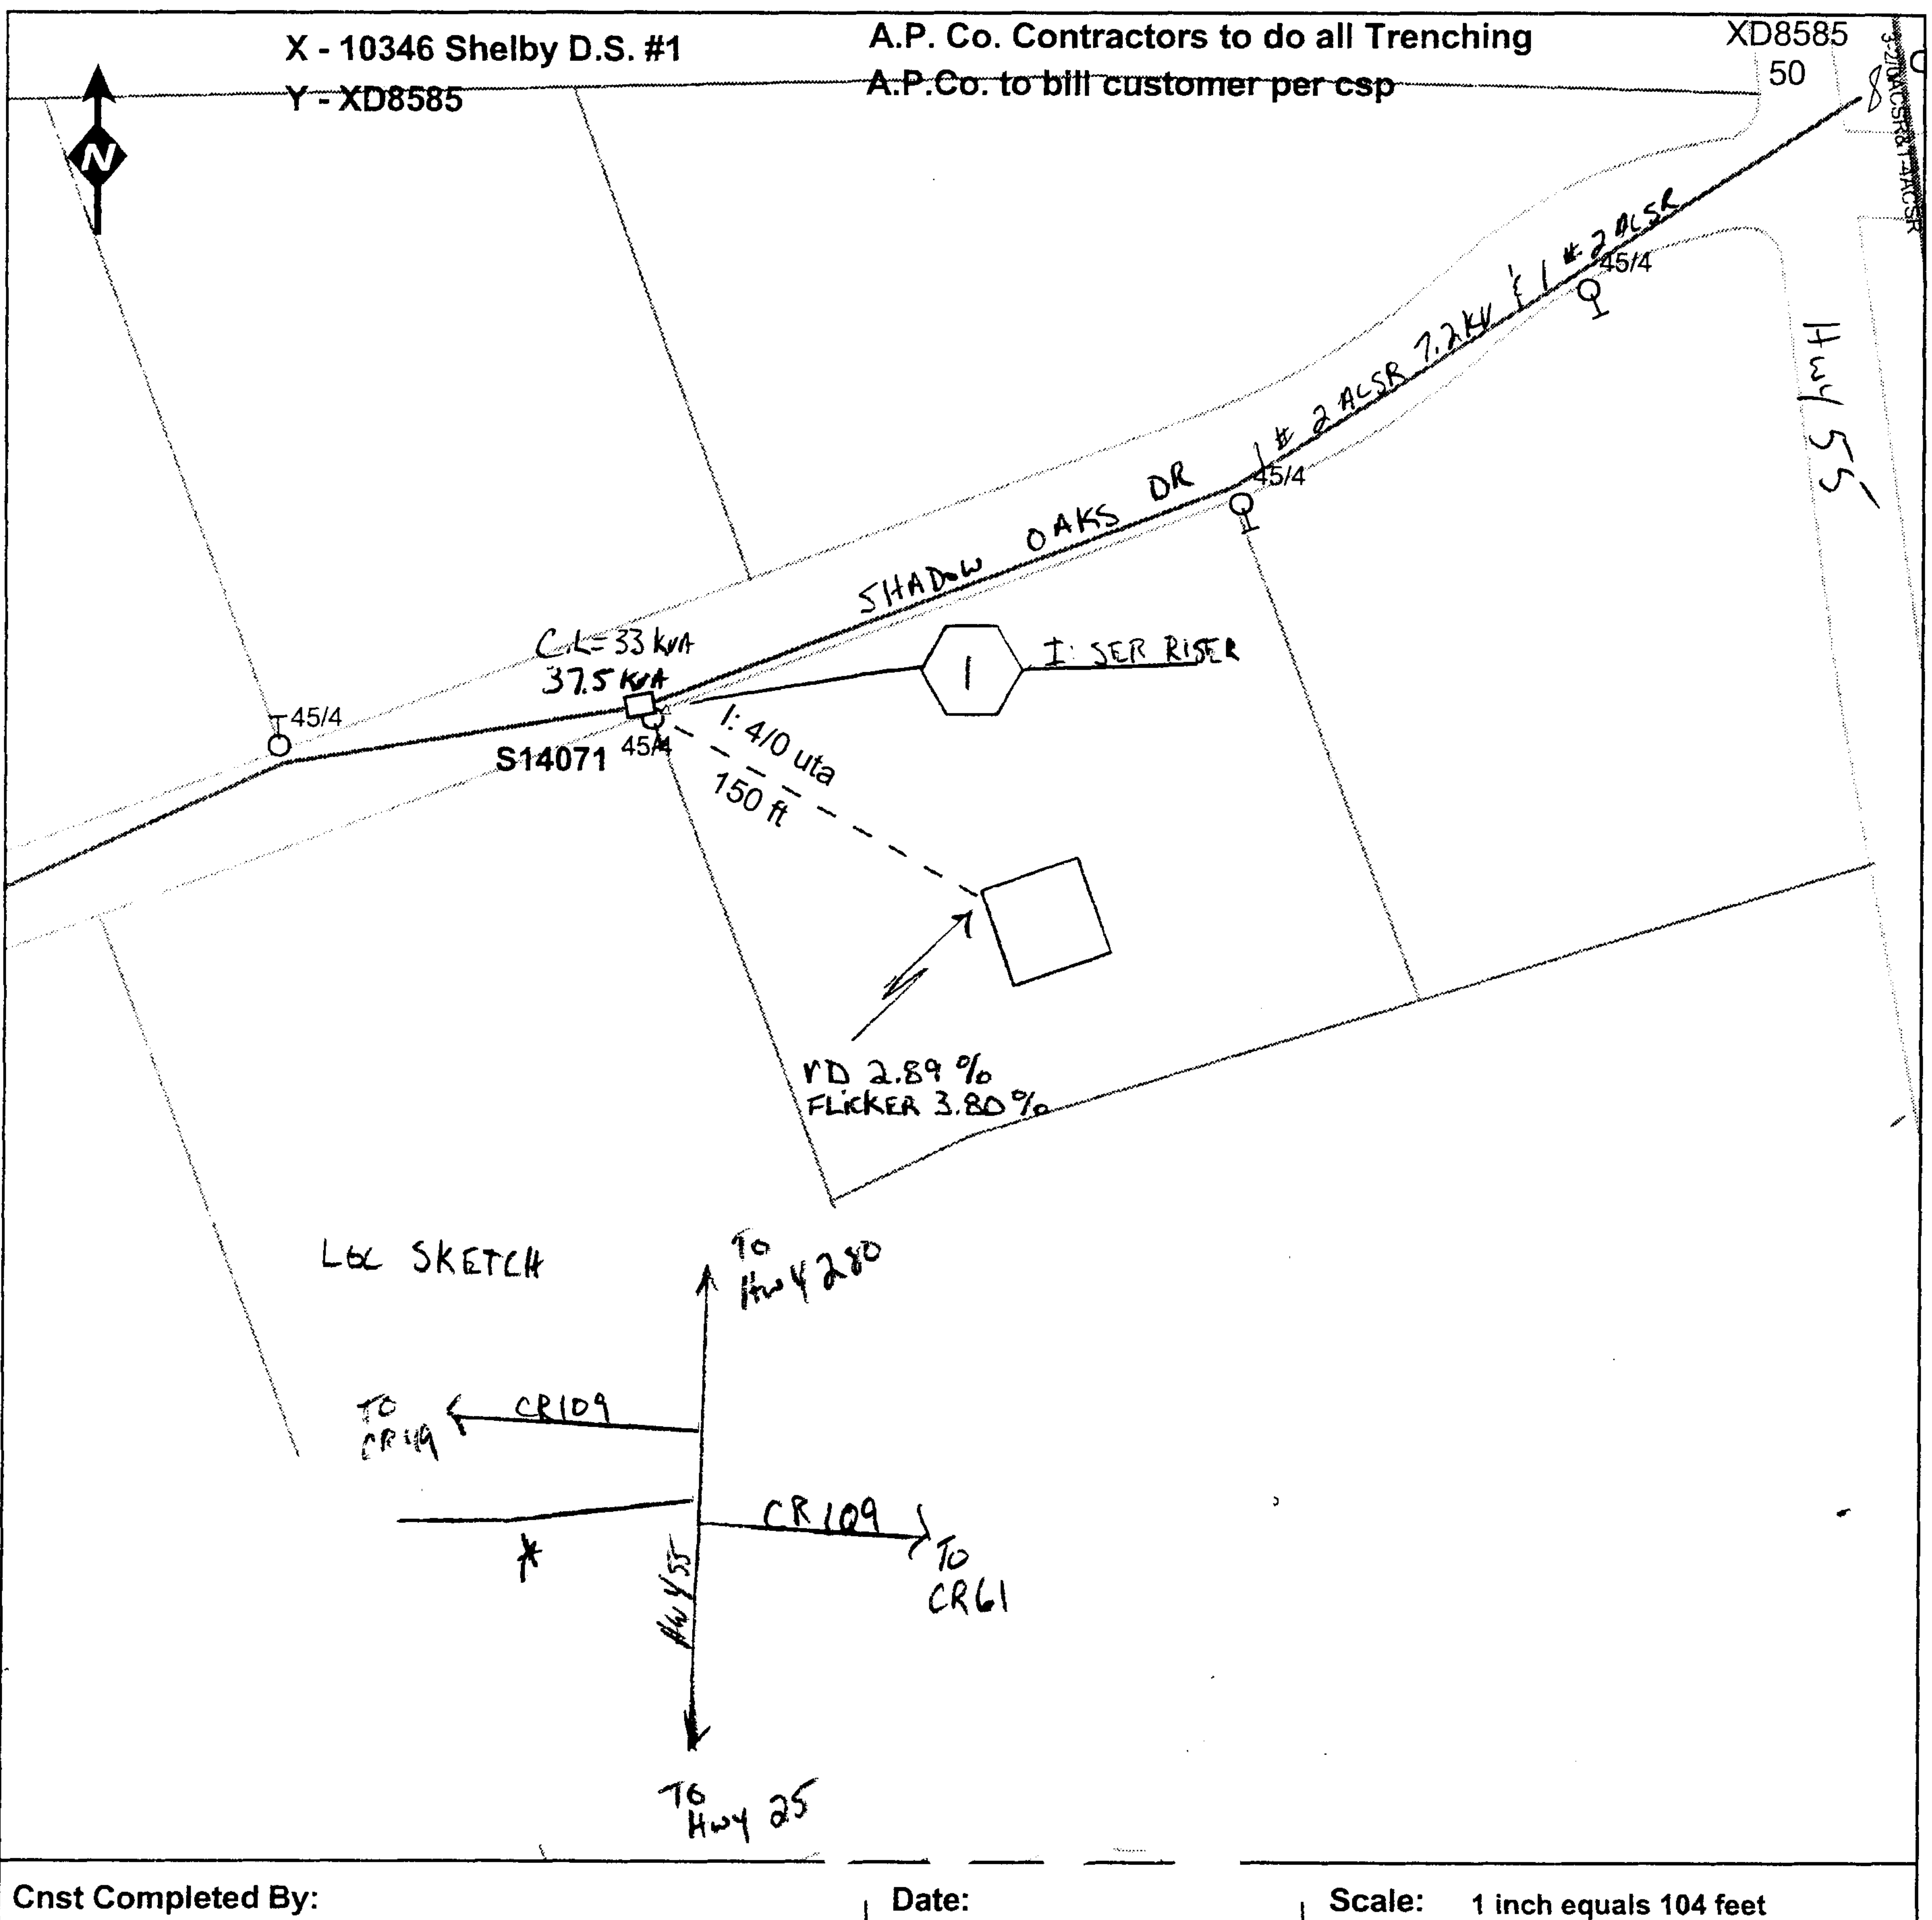 X - 10346 Shelby D.S. #1
Y - XD8585
A.P. Co. Contractors to do all Trenching
A.P.Co. to bill customer per csp
XD8585
50
N
Hwy 55
1 # 2 ACSR 7.2KV & 1 # 2 ACSR
45/4
45/4
SHADOW OAKS DR
C.L= 33 kVA
37.5 kVA
1
I: SER RISER
45/4
S14071
45/4
I: 4/0 uta
150 ft
VD 2.89 %
FLICKER 3.80 %
LOC SKETCH
To
Hwy 280
TO
CR49
CR109
CR109
To
CR61
Hwy 55
To
Hwy 25
Cnst Completed By:
Date:
Scale: 1 inch equals 104 feet